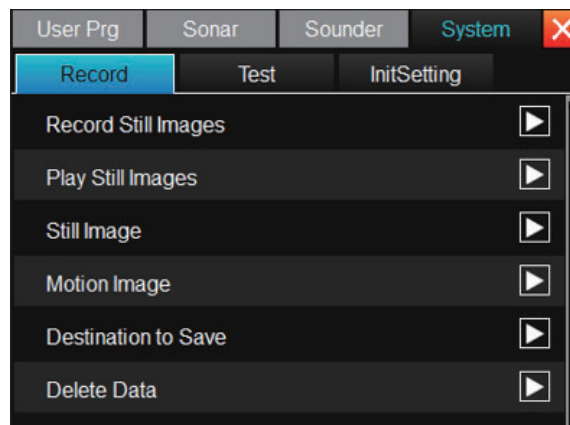 User Prg Sonar Sounder System
Record Test InitSetting
Record Still Images
Play Still Images
Still Image
Motion Image
Destination to Save
Delete Data